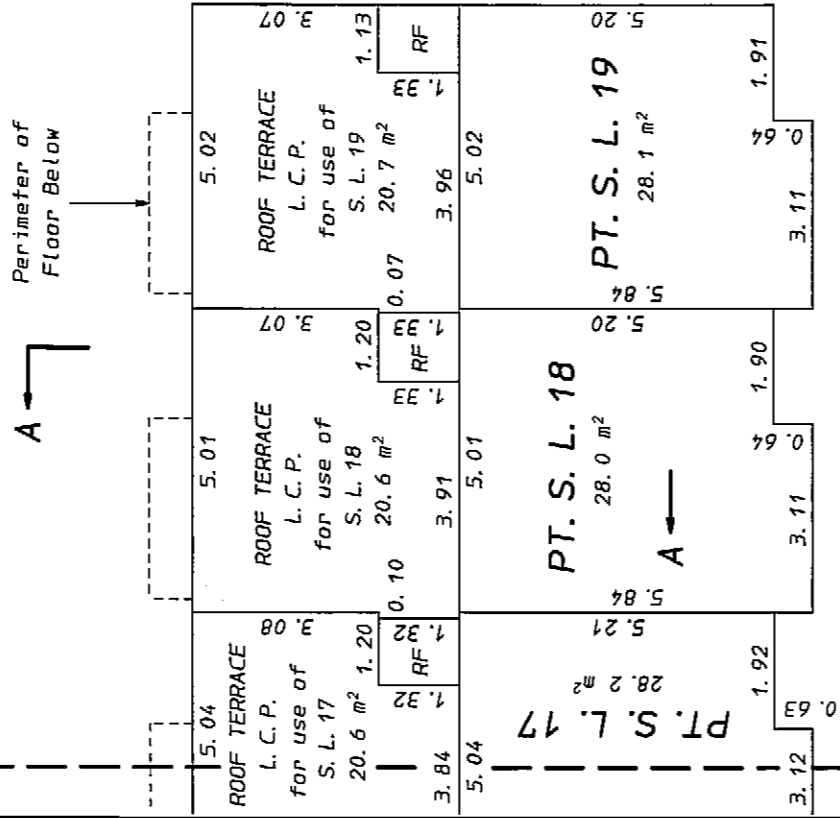 Perimeter of
Floor Below
A
5.04
ROOF TERRACE
L. C. P.
for use of
S. L. 17
20.6 m²
3.08
1.20
RF
1.32
1.32
3.84
5.01
ROOF TERRACE
L. C. P.
for use of
S. L. 18
20.6 m²
3.07
1.20
RF
1.33
1.33
0.10
3.91
5.02
ROOF TERRACE
L. C. P.
for use of
S. L. 19
20.7 m²
3.07
1.13
RF
1.33
0.07
3.96
5.04
PT. S. L. 17
28.2 m²
5.21
1.92
0.63
3.12
5.01
PT. S. L. 18
28.0 m²
5.84
5.20
A
1.90
0.64
3.11
5.02
PT. S. L. 19
28.1 m²
5.84
5.20
1.91
0.64
3.11